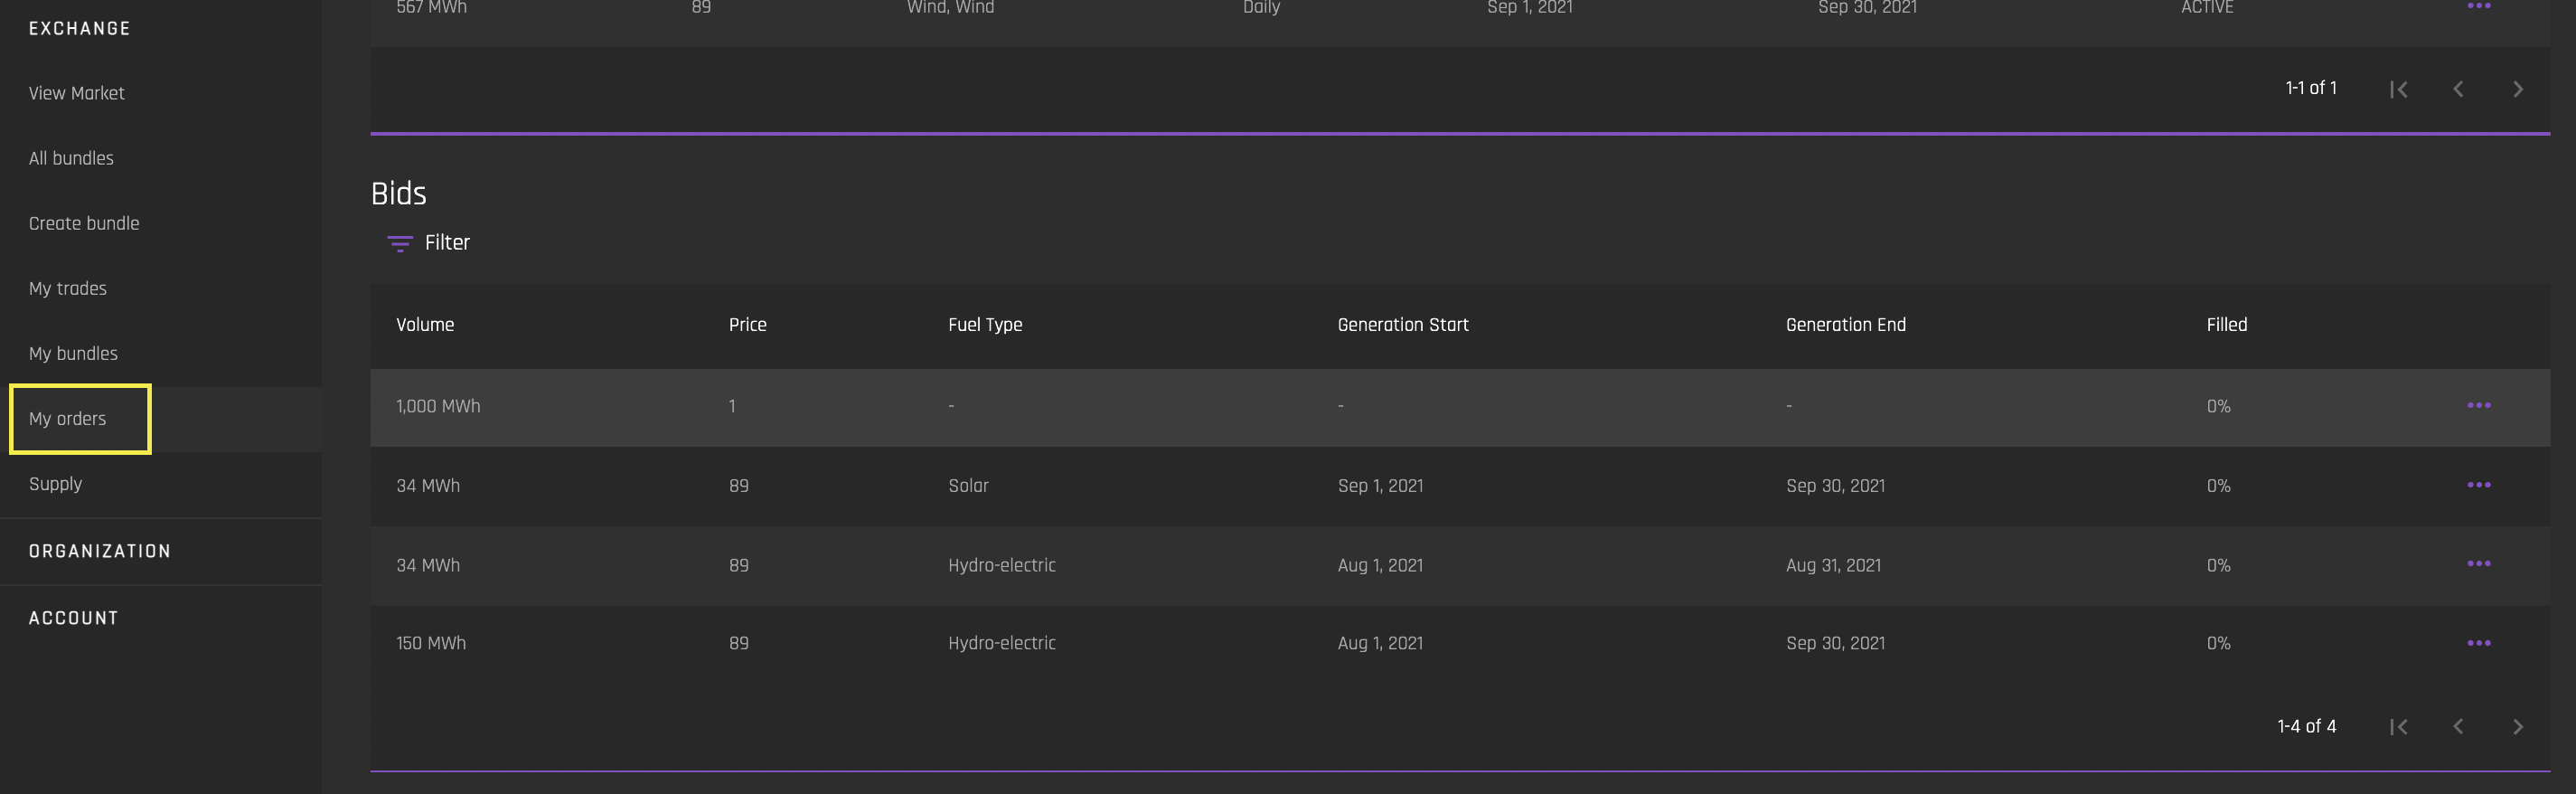 EXCHANGE
View Market
All bundles
Create bundle
My trades
My bundles
My orders
Supply
ORGANIZATION
ACCOUNT
567 MWh 89 Wind, Wind Daily Sep 1, 2021 Sep 30, 2021 ACTIVE
1-1 of 1
Bids
Filter
Volume Price Fuel Type Generation Start Generation End Filled
1,000 MWh 1 - - - 0%
34 MWh 89 Solar Sep 1, 2021 Sep 30, 2021 0%
34 MWh 89 Hydro-electric Aug 1, 2021 Aug 31, 2021 0%
150 MWh 89 Hydro-electric Aug 1, 2021 Sep 30, 2021 0%
1-4 of 4